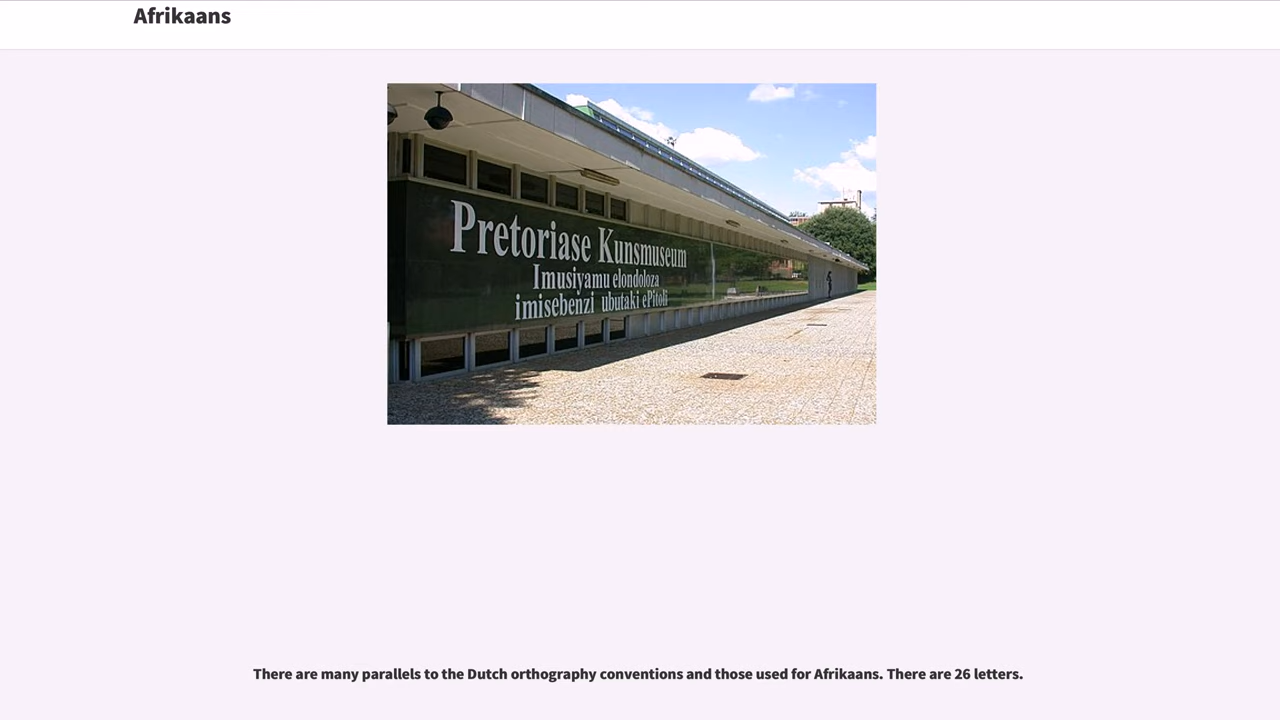 Afrikaans
Pretoriase Kunsmuseum
Imusiyamu elondoloza
imisebenzi ubutaki ePitoli
There are many parallels to the Dutch orthography conventions and those used for Afrikaans. There are 26 letters.